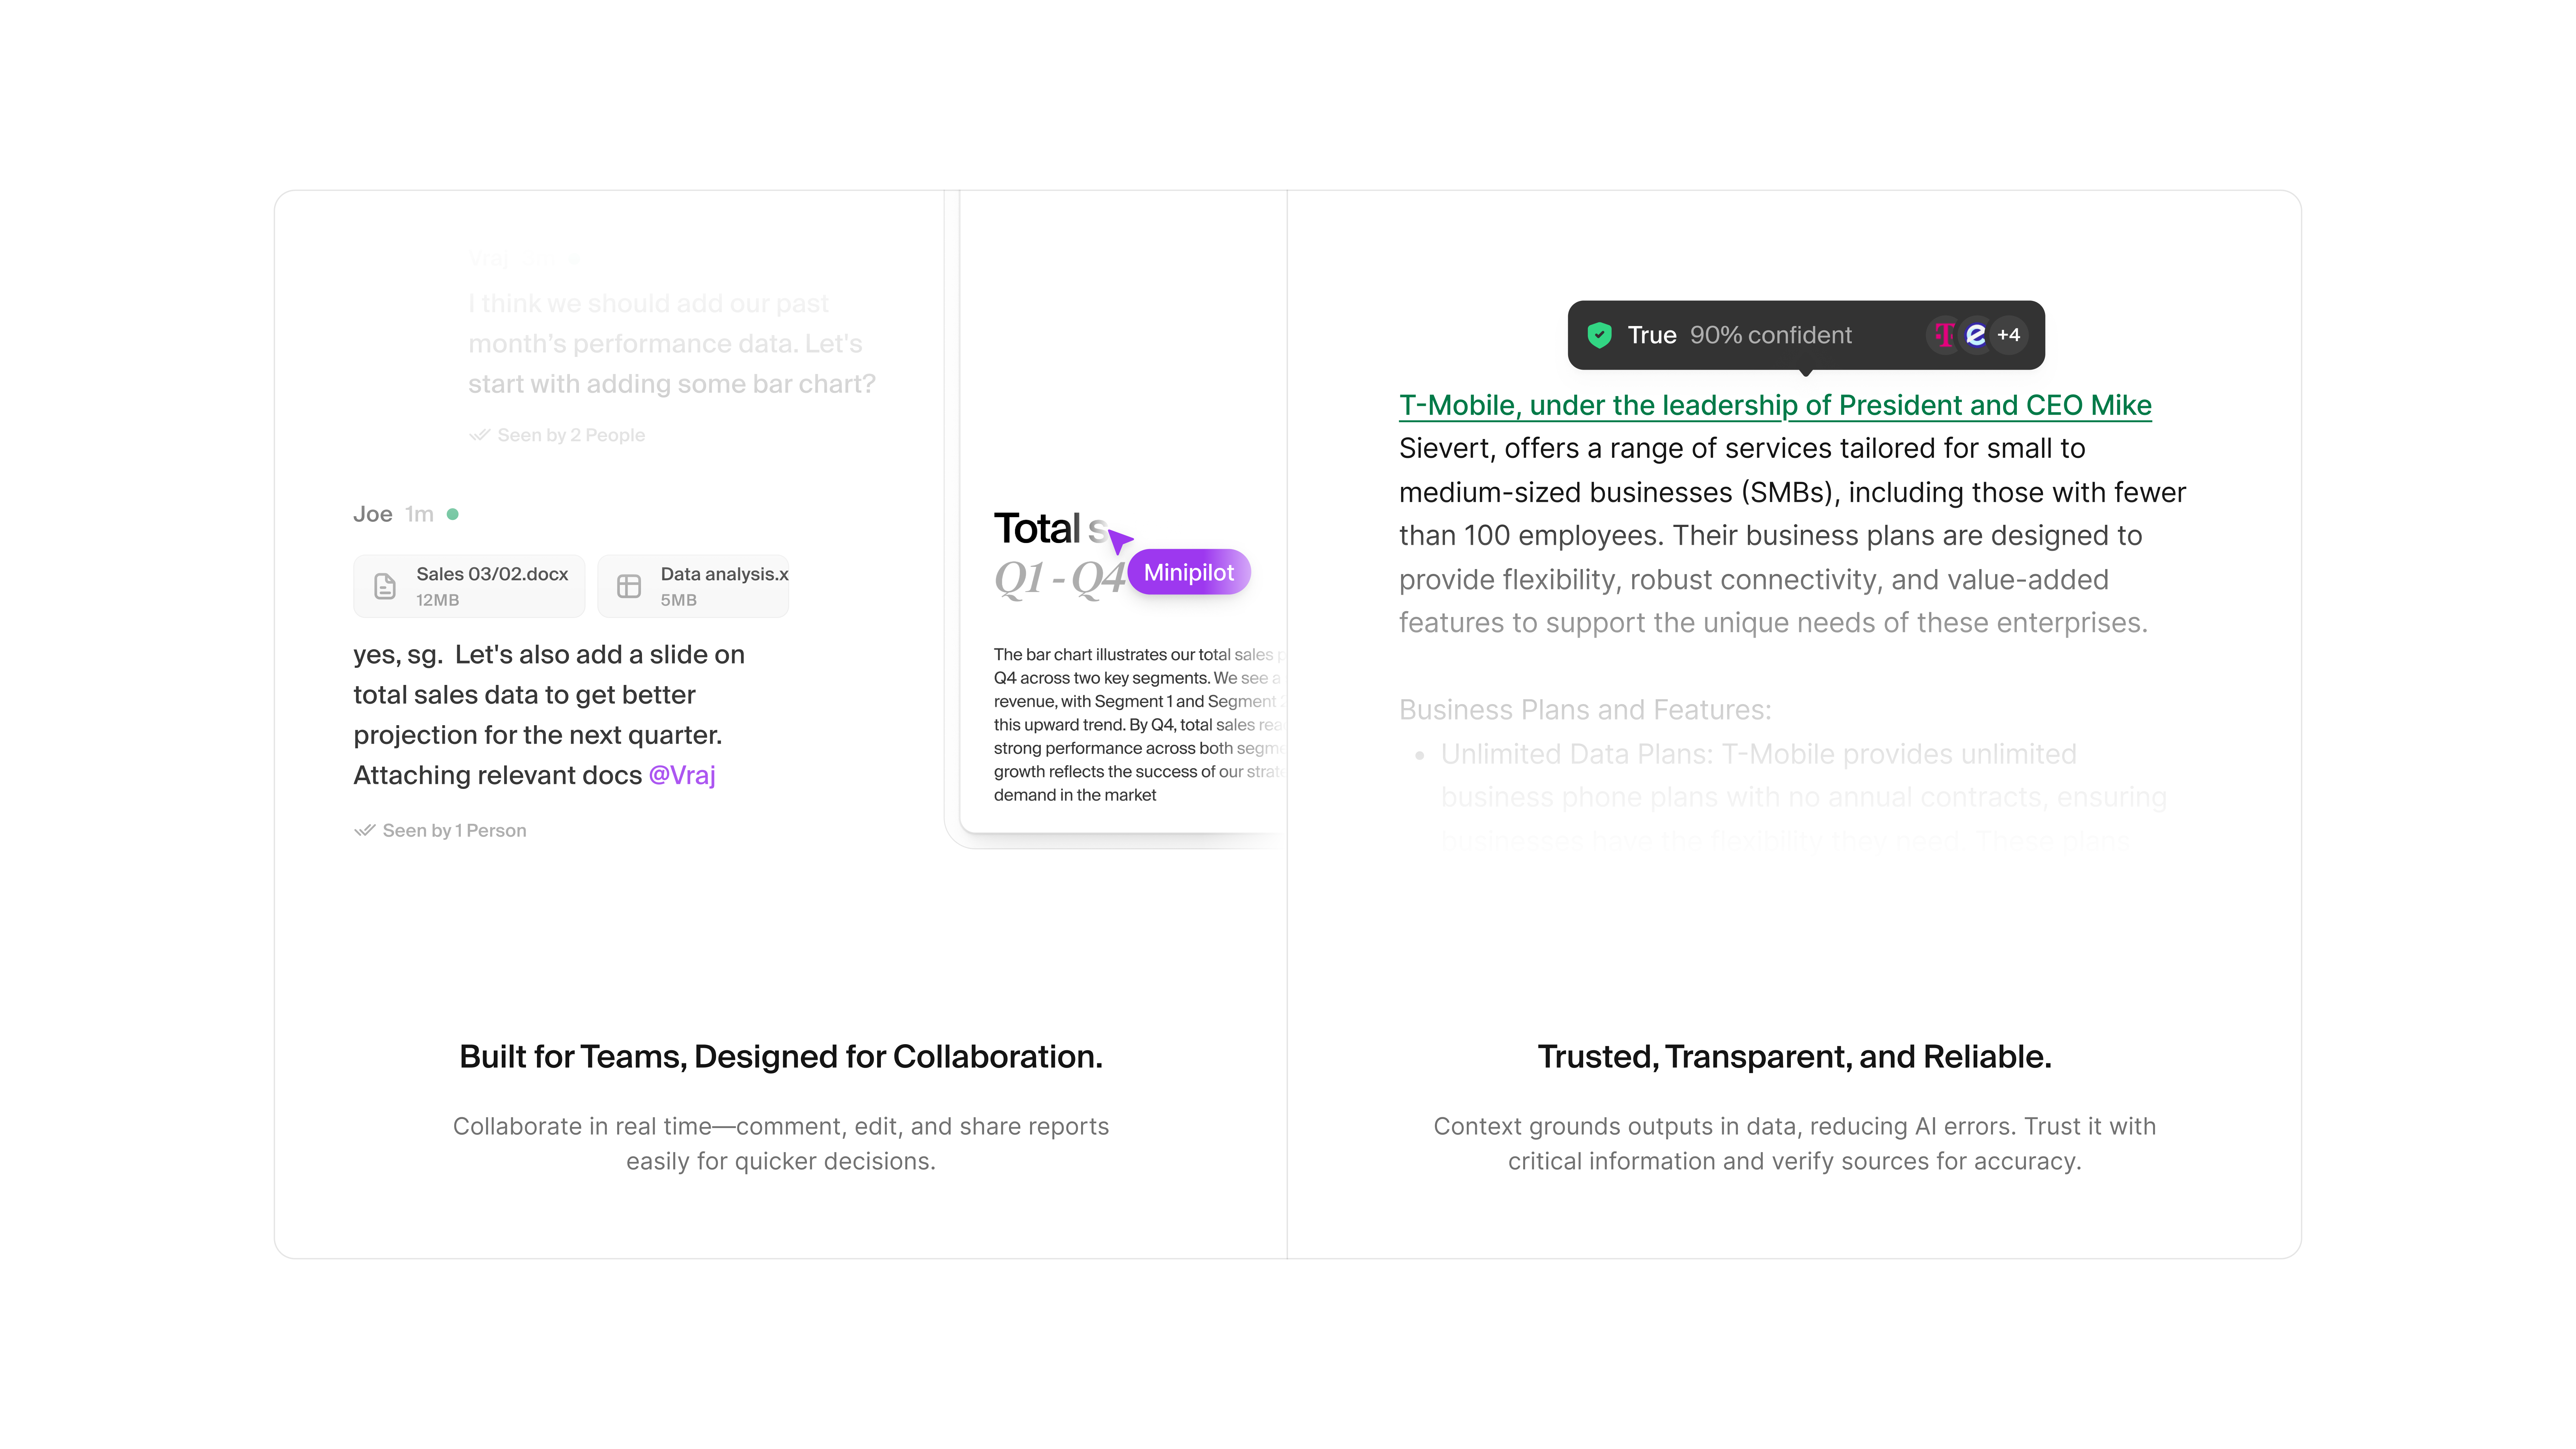 Vraj
I think we should add our past
month's performance data. Let's
start with adding some bar chart?
Seen by 2 People
Joe 1m
Sales 03/02.docx
12MB
Data analysis.x
5MB
yes, sg. Let's also add a slide on
total sales data to get better
projection for the next quarter.
Attaching relevant docs @Vraj
Seen by 1 Person
Total s
Q1 - Q4
Minipilot
The bar chart illustrates our total sales p
Q4 across two key segments. We see a
revenue, with Segment 1 and Segment 2
this upward trend. By Q4, total sales rea
strong performance across both segme
growth reflects the success of our strate
demand in the market
Built for Teams, Designed for Collaboration.
Collaborate in real time—comment, edit, and share reports
easily for quicker decisions.
True 90% confident
+4
T-Mobile, under the leadership of President and CEO Mike
Sievert, offers a range of services tailored for small to
medium-sized businesses (SMBs), including those with fewer
than 100 employees. Their business plans are designed to
provide flexibility, robust connectivity, and value-added
features to support the unique needs of these enterprises.
Business Plans and Features:
• Unlimited Data Plans: T-Mobile provides unlimited
business phone plans with no annual contracts, ensuring
businesses have the flexibility they need. These plans
Trusted, Transparent, and Reliable.
Context grounds outputs in data, reducing AI errors. Trust it with
critical information and verify sources for accuracy.